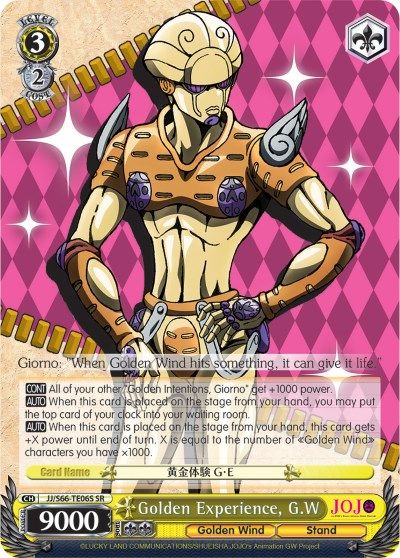 LEVEL
3
2
COST
Giorno: "When Golden Wind hits something, it can give it life."
CONT All of your other "Golden Intentions, Giorno" get +1000 power.
AUTO When this card is placed on the stage from your hand, you may put
the top card of your clock into your waiting room.
AUTO When this card is placed on the stage from your hand, this card gets
+X power until end of turn. X is equal to the number of «Golden Wind»
characters you have ×1000.
Card Name
黄金体験 G・E
CH JJ/S66-TE06S SR
Golden Experience, G.W
JOJO
POWER
9000
SOUL
Golden Wind
Stand
©LUCKY LAND COMMUNICATIONS/SHUEISHA,JOJO's Animation GW Project